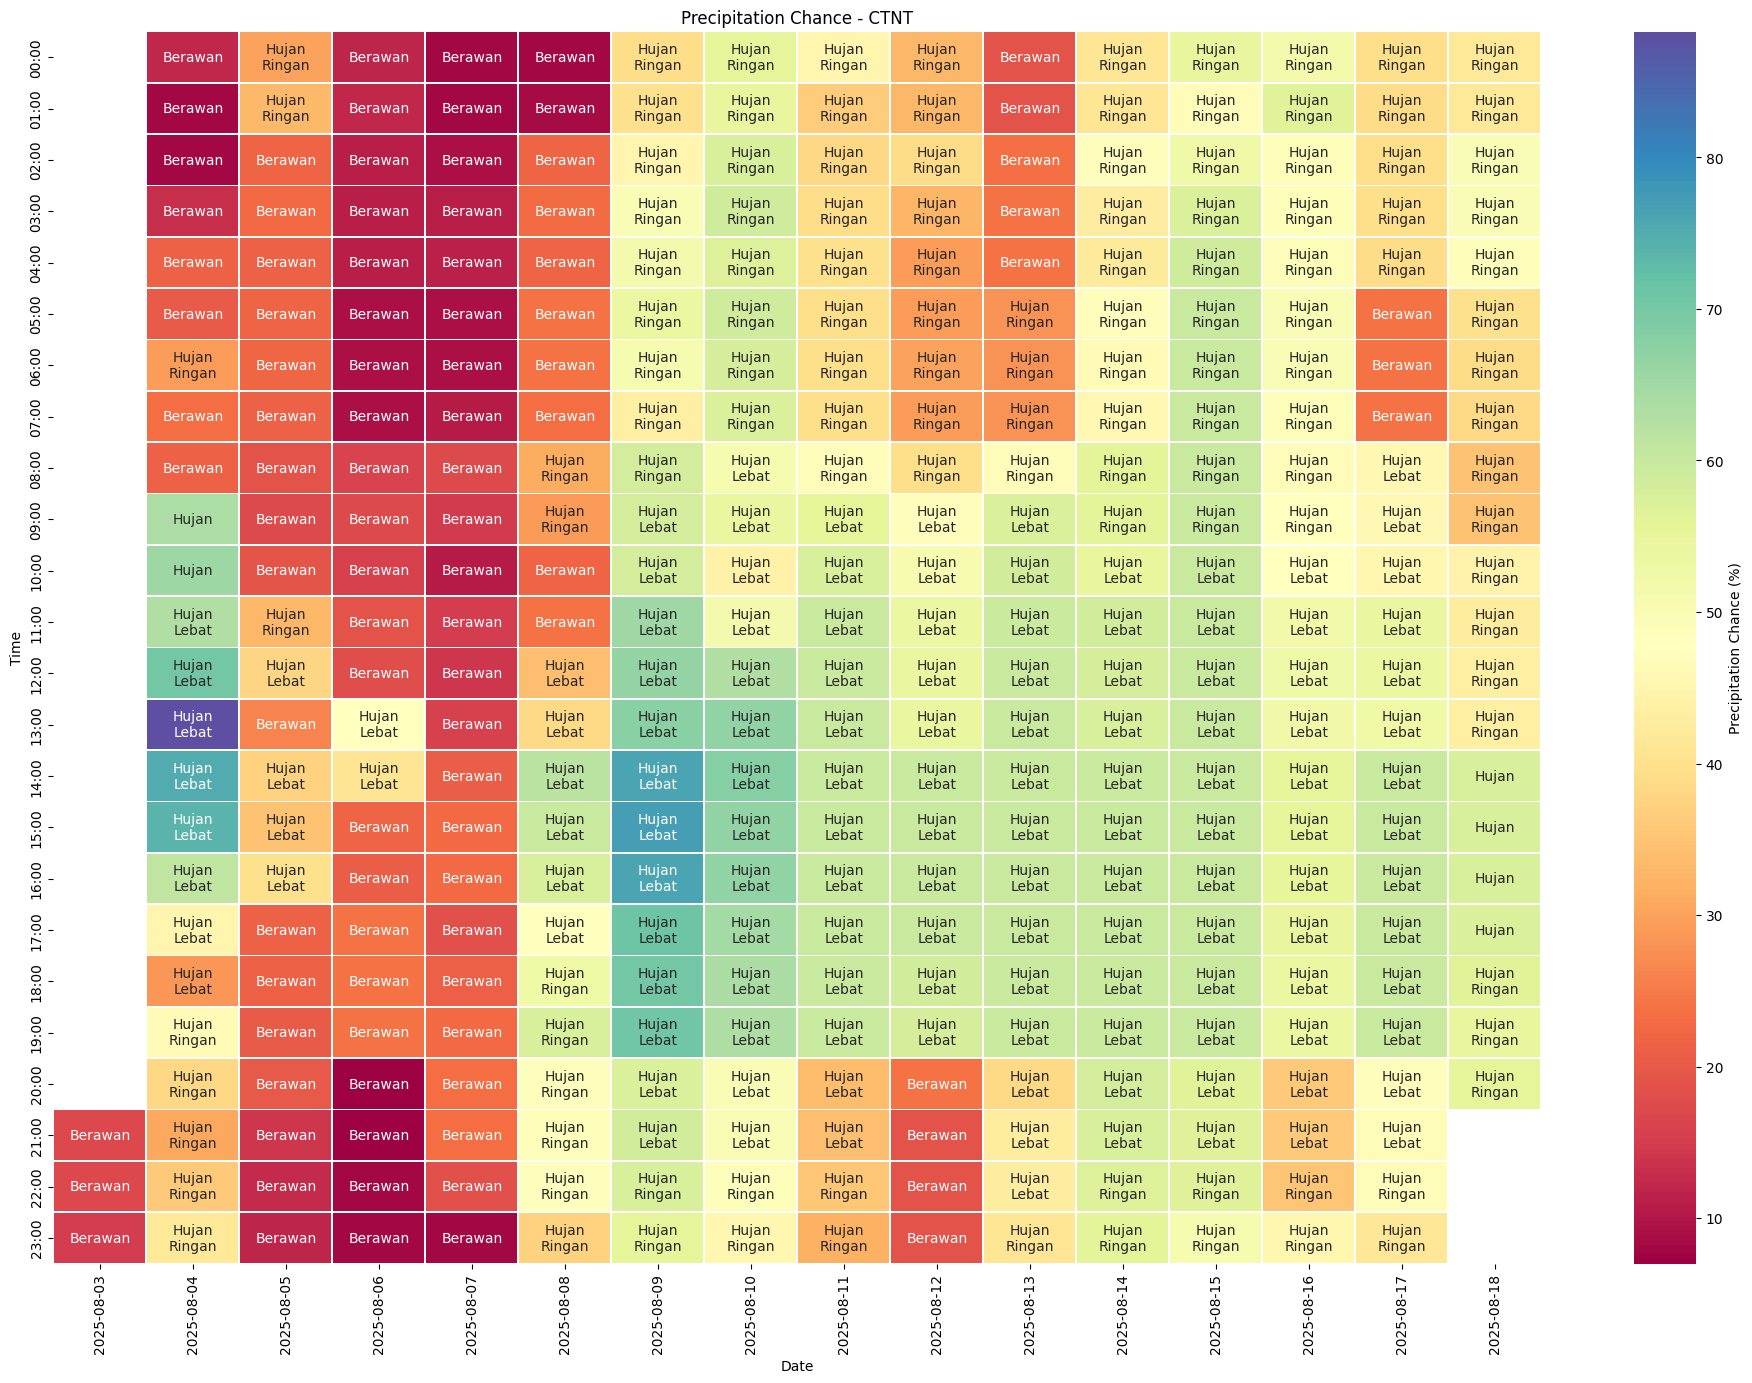 Precipitation Chance - CTNT
00:00 Berawan Hujan Ringan Berawan Berawan Berawan Hujan Ringan Hujan Ringan Hujan Ringan Hujan Ringan Berawan Hujan Ringan Hujan Ringan Hujan Ringan Hujan Ringan Hujan Ringan
01:00 Berawan Hujan Ringan Berawan Berawan Berawan Hujan Ringan Hujan Ringan Hujan Ringan Hujan Ringan Berawan Hujan Ringan Hujan Ringan Hujan Ringan Hujan Ringan Hujan Ringan
02:00 Berawan Berawan Berawan Berawan Berawan Hujan Ringan Hujan Ringan Hujan Ringan Hujan Ringan Berawan Hujan Ringan Hujan Ringan Hujan Ringan Hujan Ringan Hujan Ringan
03:00 Berawan Berawan Berawan Berawan Berawan Hujan Ringan Hujan Ringan Hujan Ringan Hujan Ringan Berawan Hujan Ringan Hujan Ringan Hujan Ringan Hujan Ringan Hujan Ringan
04:00 Berawan Berawan Berawan Berawan Berawan Hujan Ringan Hujan Ringan Hujan Ringan Hujan Ringan Berawan Hujan Ringan Hujan Ringan Hujan Ringan Hujan Ringan Hujan Ringan
05:00 Berawan Berawan Berawan Berawan Berawan Hujan Ringan Hujan Ringan Hujan Ringan Hujan Ringan Hujan Ringan Hujan Ringan Hujan Ringan Hujan Ringan Berawan Hujan Ringan
06:00 Hujan Ringan Berawan Berawan Berawan Berawan Hujan Ringan Hujan Ringan Hujan Ringan Hujan Ringan Hujan Ringan Hujan Ringan Hujan Ringan Hujan Ringan Berawan Hujan Ringan
07:00 Berawan Berawan Berawan Berawan Berawan Hujan Ringan Hujan Ringan Hujan Ringan Hujan Ringan Hujan Ringan Hujan Ringan Hujan Ringan Hujan Ringan Berawan Hujan Ringan
08:00 Berawan Berawan Berawan Berawan Hujan Ringan Hujan Ringan Hujan Lebat Hujan Ringan Hujan Ringan Hujan Ringan Hujan Ringan Hujan Ringan Hujan Ringan Hujan Lebat Hujan Ringan
09:00 Hujan Berawan Berawan Berawan Hujan Ringan Hujan Lebat Hujan Lebat Hujan Lebat Hujan Lebat Hujan Lebat Hujan Ringan Hujan Ringan Hujan Ringan Hujan Lebat Hujan Ringan
10:00 Hujan Berawan Berawan Berawan Berawan Hujan Lebat Hujan Lebat Hujan Lebat Hujan Lebat Hujan Lebat Hujan Lebat Hujan Lebat Hujan Lebat Hujan Lebat Hujan Ringan
11:00 Hujan Lebat Hujan Ringan Berawan Berawan Berawan Hujan Lebat Hujan Lebat Hujan Lebat Hujan Lebat Hujan Lebat Hujan Lebat Hujan Lebat Hujan Lebat Hujan Lebat Hujan Ringan
12:00 Hujan Lebat Hujan Lebat Berawan Berawan Hujan Lebat Hujan Lebat Hujan Lebat Hujan Lebat Hujan Lebat Hujan Lebat Hujan Lebat Hujan Lebat Hujan Lebat Hujan Lebat Hujan Ringan
13:00 Hujan Lebat Berawan Hujan Lebat Berawan Hujan Lebat Hujan Lebat Hujan Lebat Hujan Lebat Hujan Lebat Hujan Lebat Hujan Lebat Hujan Lebat Hujan Lebat Hujan Lebat Hujan Ringan
14:00 Hujan Lebat Hujan Lebat Hujan Lebat Berawan Hujan Lebat Hujan Lebat Hujan Lebat Hujan Lebat Hujan Lebat Hujan Lebat Hujan Lebat Hujan Lebat Hujan Lebat Hujan Lebat Hujan
15:00 Hujan Lebat Hujan Lebat Berawan Berawan Hujan Lebat Hujan Lebat Hujan Lebat Hujan Lebat Hujan Lebat Hujan Lebat Hujan Lebat Hujan Lebat Hujan Lebat Hujan Lebat Hujan
16:00 Hujan Lebat Hujan Lebat Berawan Berawan Hujan Lebat Hujan Lebat Hujan Lebat Hujan Lebat Hujan Lebat Hujan Lebat Hujan Lebat Hujan Lebat Hujan Lebat Hujan Lebat Hujan
17:00 Hujan Lebat Berawan Berawan Berawan Hujan Lebat Hujan Lebat Hujan Lebat Hujan Lebat Hujan Lebat Hujan Lebat Hujan Lebat Hujan Lebat Hujan Lebat Hujan Lebat Hujan
18:00 Hujan Lebat Berawan Berawan Berawan Hujan Ringan Hujan Lebat Hujan Lebat Hujan Lebat Hujan Lebat Hujan Lebat Hujan Lebat Hujan Lebat Hujan Lebat Hujan Lebat Hujan Ringan
19:00 Hujan Ringan Berawan Berawan Berawan Hujan Ringan Hujan Lebat Hujan Lebat Hujan Lebat Hujan Lebat Hujan Lebat Hujan Lebat Hujan Lebat Hujan Lebat Hujan Lebat Hujan Ringan
20:00 Hujan Ringan Berawan Berawan Berawan Hujan Ringan Hujan Lebat Hujan Lebat Hujan Lebat Berawan Hujan Lebat Hujan Lebat Hujan Lebat Hujan Lebat Hujan Lebat Hujan Ringan
21:00 Berawan Hujan Ringan Berawan Berawan Berawan Hujan Ringan Hujan Lebat Hujan Lebat Hujan Lebat Berawan Hujan Lebat Hujan Lebat Hujan Lebat Hujan Lebat Hujan Lebat
22:00 Berawan Hujan Ringan Berawan Berawan Berawan Hujan Ringan Hujan Ringan Hujan Ringan Hujan Ringan Berawan Hujan Lebat Hujan Ringan Hujan Ringan Hujan Ringan Hujan Ringan
23:00 Berawan Hujan Ringan Berawan Berawan Berawan Hujan Ringan Hujan Ringan Hujan Ringan Hujan Ringan Berawan Hujan Ringan Hujan Ringan Hujan Ringan Hujan Ringan Hujan Ringan
Time
2025-08-03 2025-08-04 2025-08-05 2025-08-06 2025-08-07 2025-08-08 2025-08-09 2025-08-10 2025-08-11 2025-08-12 2025-08-13 2025-08-14 2025-08-15 2025-08-16 2025-08-17 2025-08-18
Date
80
70
60
50
40
30
20
10
Precipitation Chance (%)